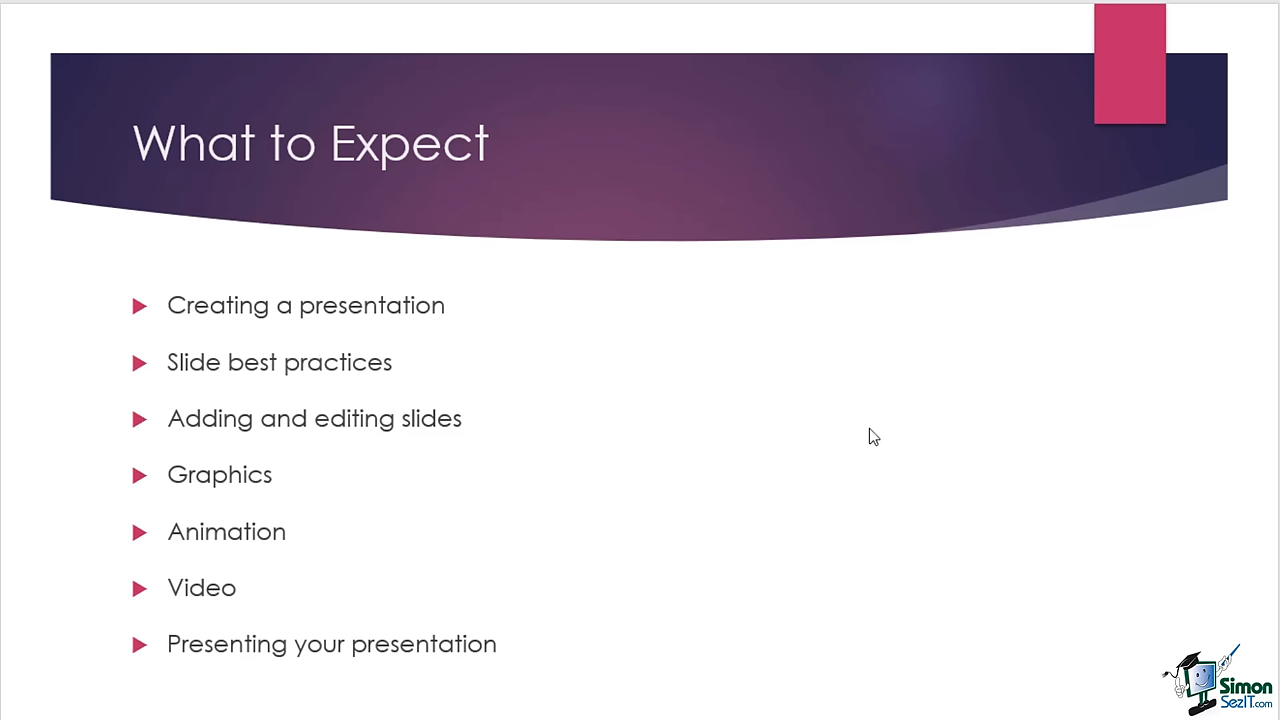 What to Expect
Creating a presentation
Slide best practices
Adding and editing slides
Graphics
Animation
Video
Presenting your presentation
Simon
SezIT.com